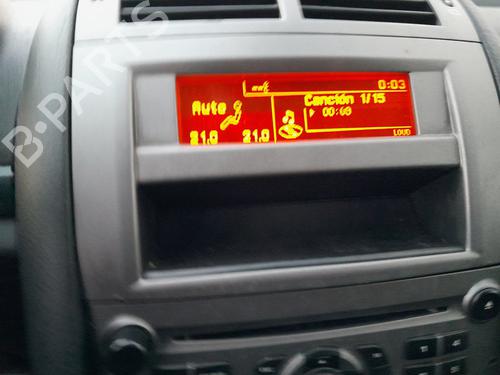 0:03
Auto
Canción 1/15
00:00
21.0 21.0
LOUD
B-PARTS